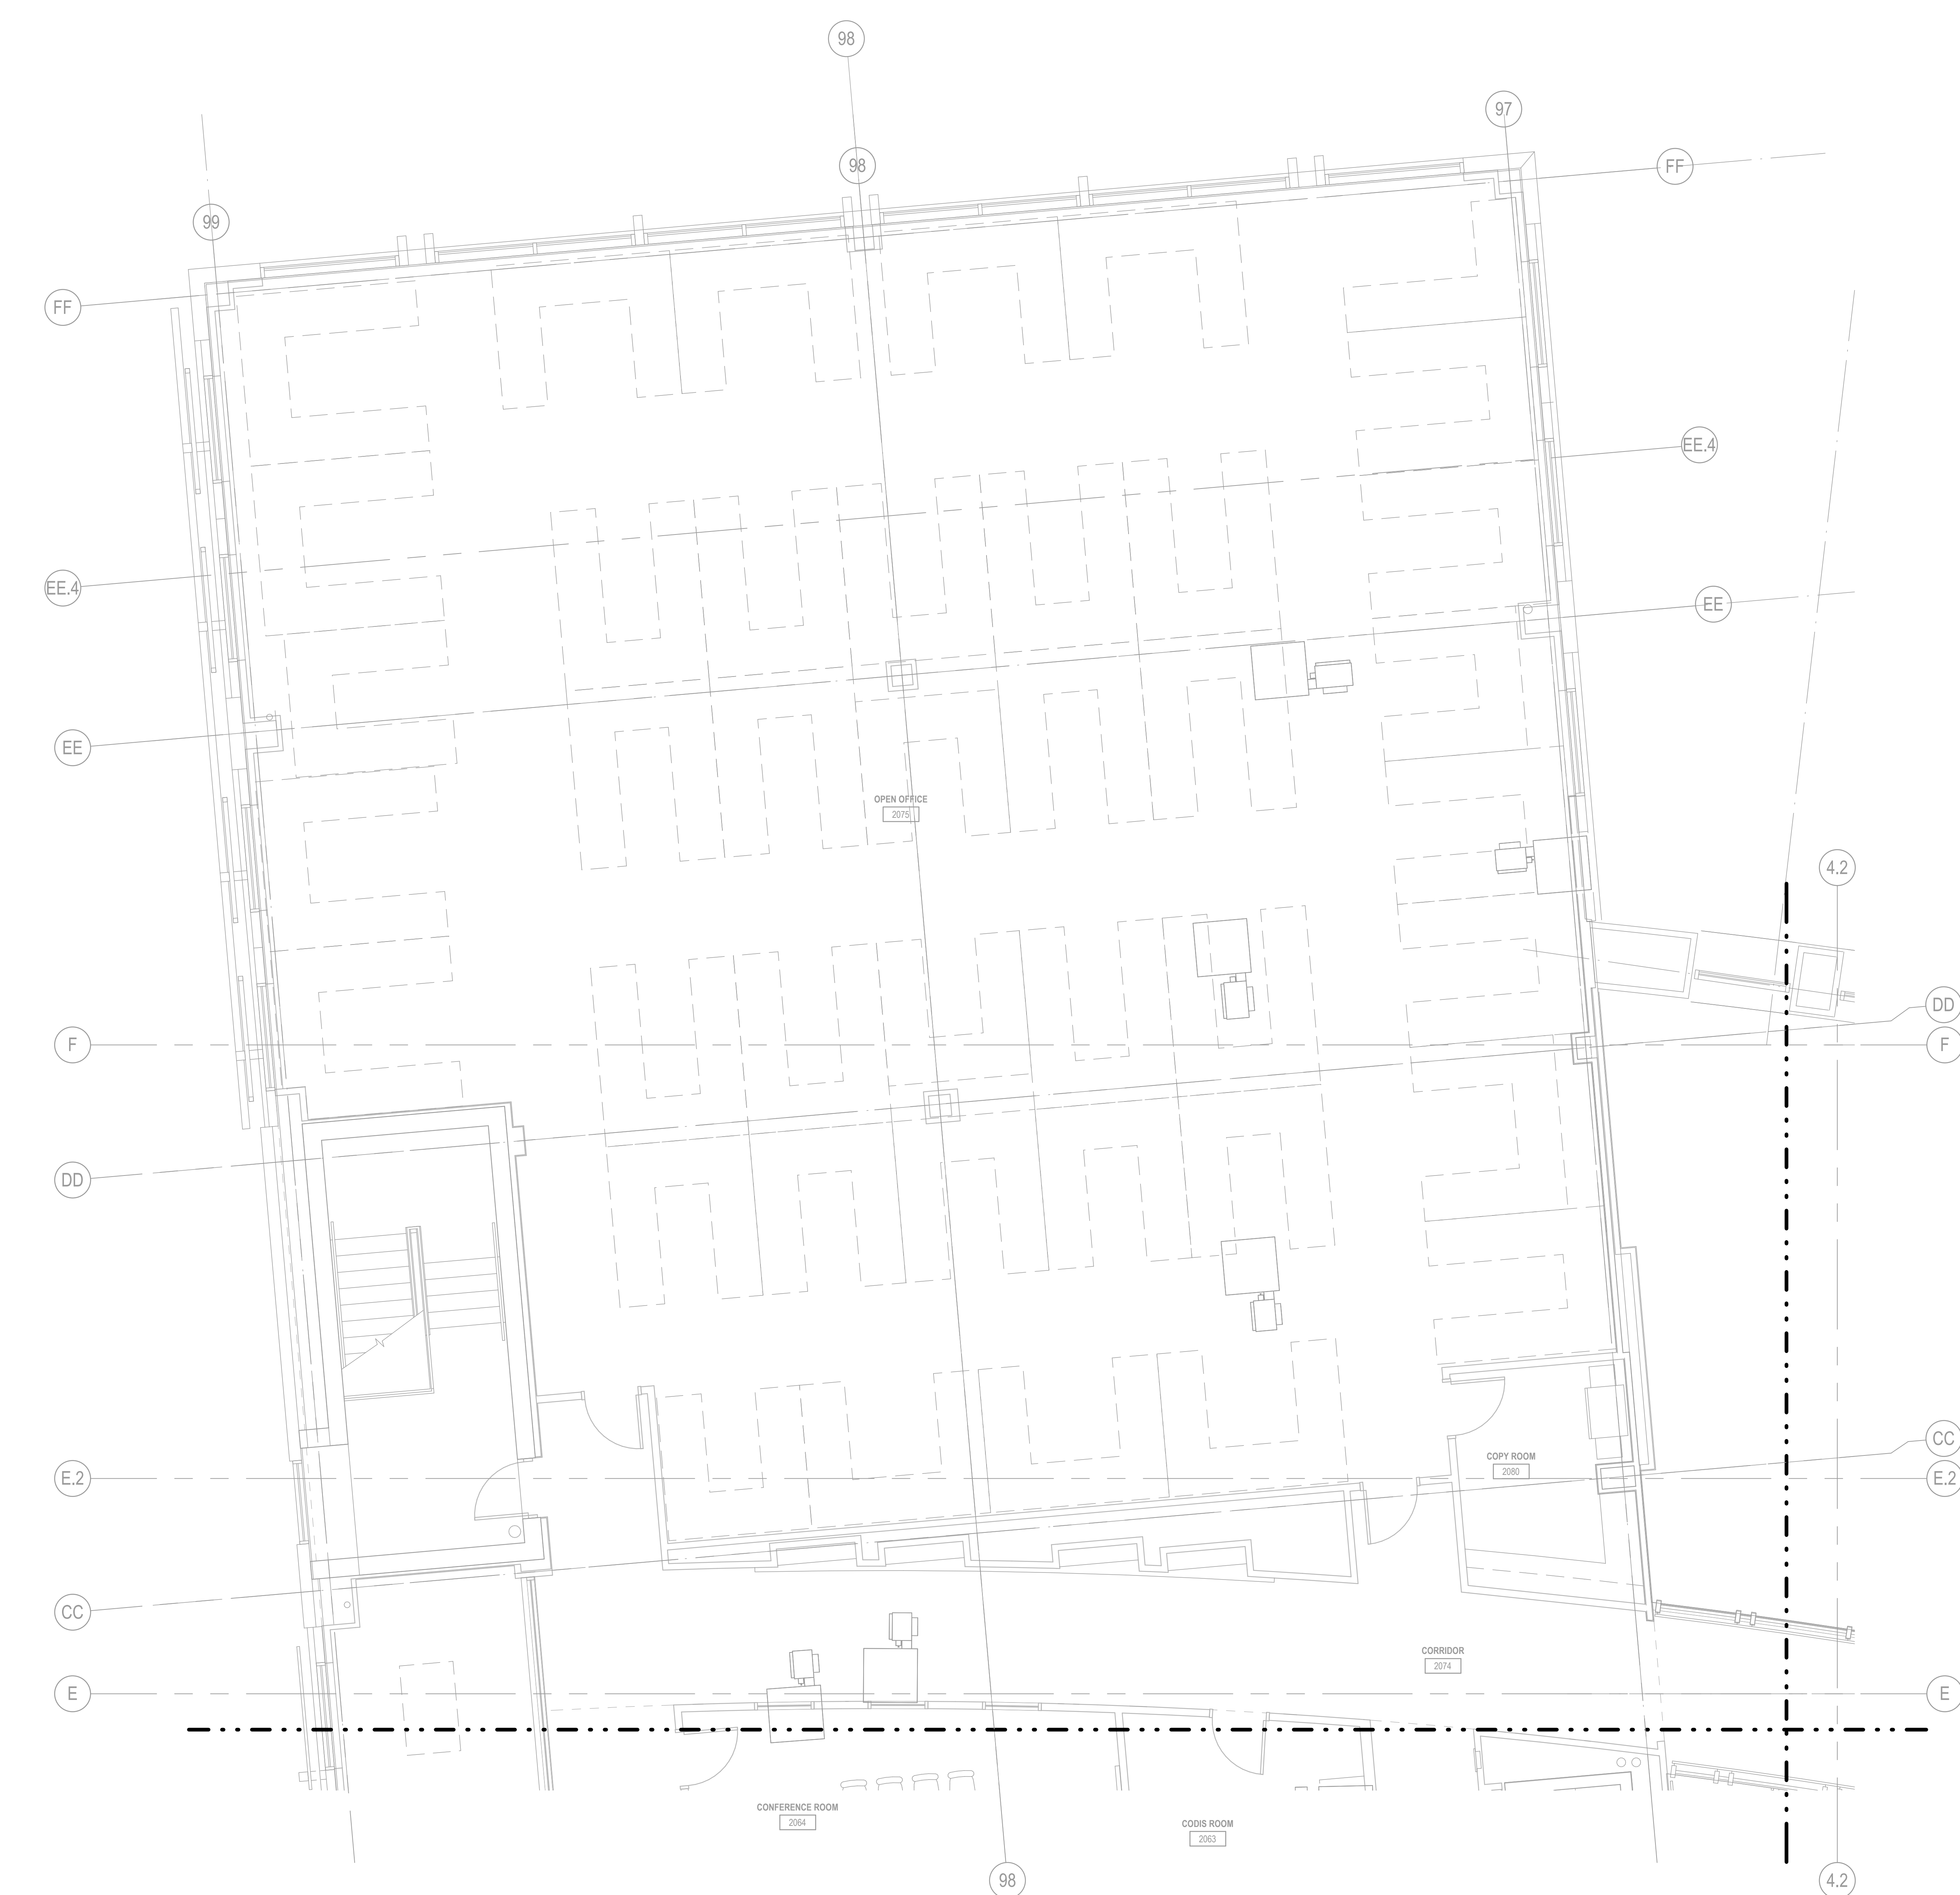 98
97
98
FF
99
FF
EE.4
EE.4
EE
EE
OPEN OFFICE
2075
4.2
DD
F
F
DD
CC
COPY ROOM
2080
E.2
E.2
CC
CORRIDOR
2074
E
E
CONFERENCE ROOM
2064
CODIS ROOM
2063
98
4.2